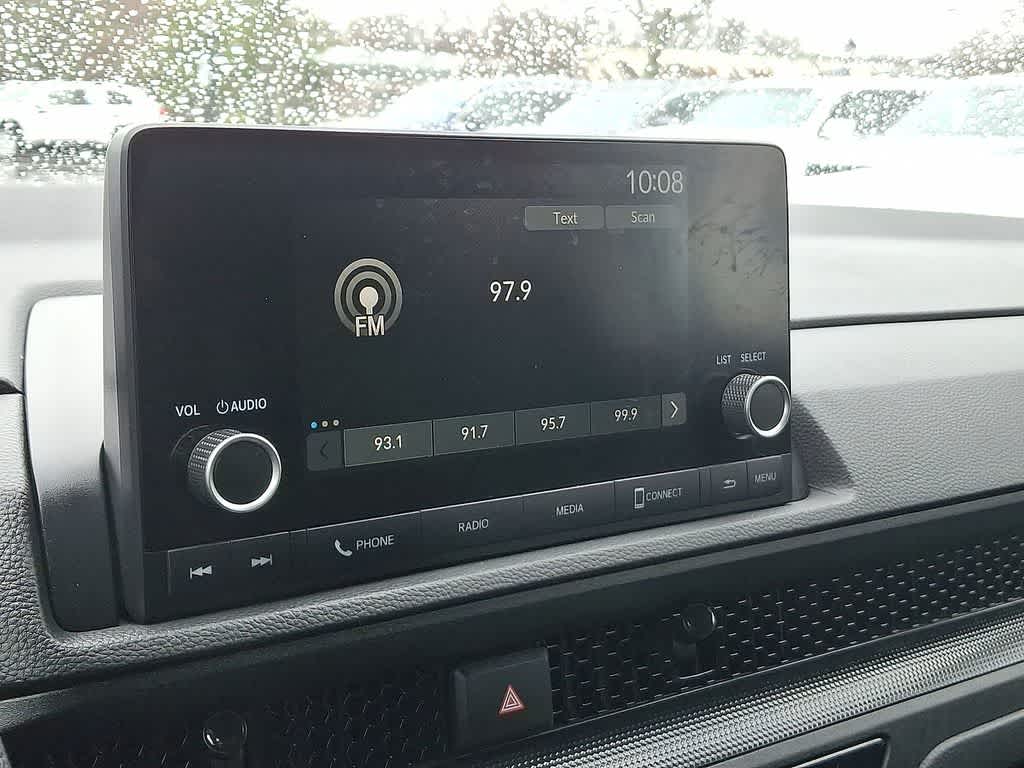 10:08
Text Scan
97.9
FM
LIST SELECT
VOL AUDIO
93.1 91.7 95.7 99.9
PHONE RADIO MEDIA CONNECT MENU